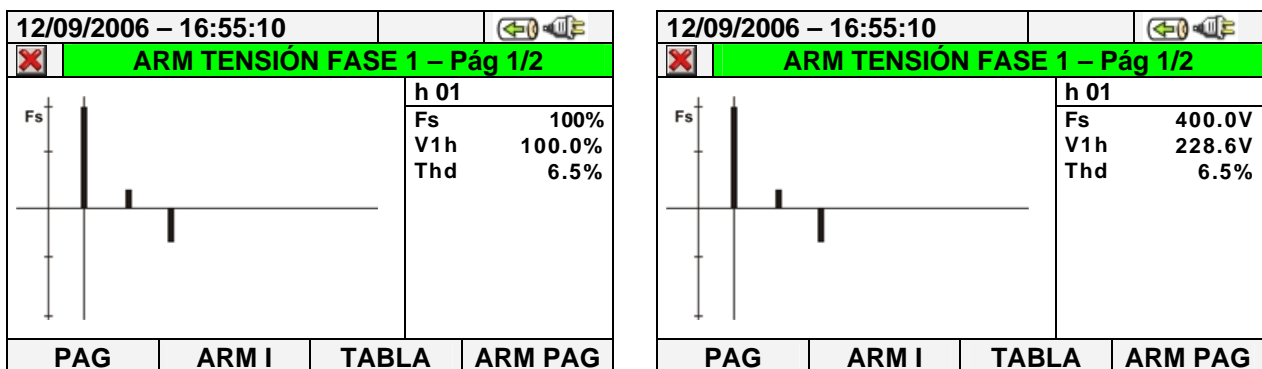 12/09/2006 – 16:55:10
ARM TENSIÓN FASE 1 – Pág 1/2
Fs
h 01
Fs 100%
V1h 100.0%
Thd 6.5%
PAG ARM I TABLA ARM PAG
12/09/2006 – 16:55:10
ARM TENSIÓN FASE 1 – Pág 1/2
Fs
h 01
Fs 400.0V
V1h 228.6V
Thd 6.5%
PAG ARM I TABLA ARM PAG